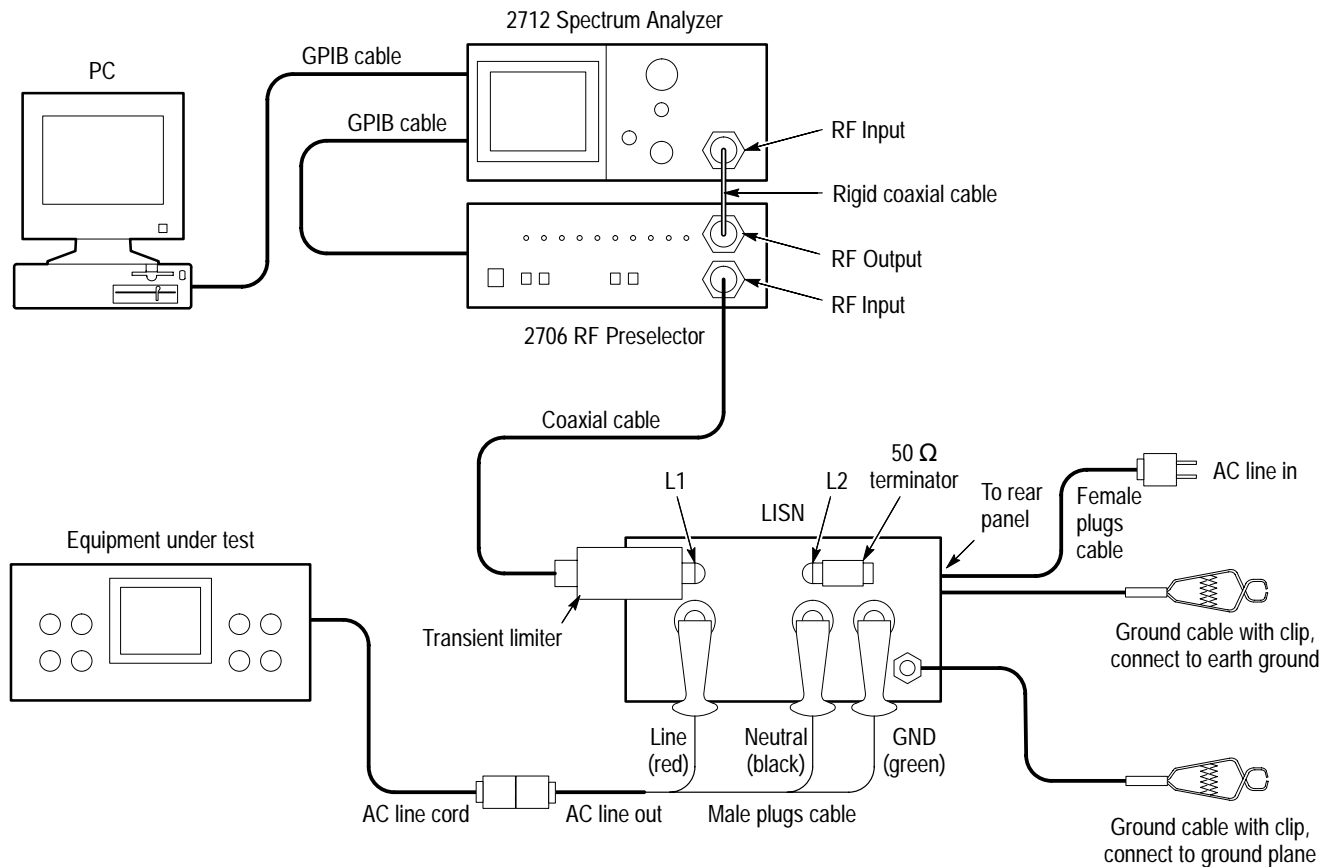 2712 Spectrum Analyzer
GPIB cable
PC
GPIB cable
RF Input
Rigid coaxial cable
RF Output
RF Input
2706 RF Preselector
Coaxial cable
50 Ω
terminator
L1
L2
To rear
panel
Female
plugs
cable
AC line in
LISN
Equipment under test
Transient limiter
Ground cable with clip,
connect to earth ground
Line
(red)
Neutral
(black)
GND
(green)
AC line cord
AC line out
Male plugs cable
Ground cable with clip,
connect to ground plane